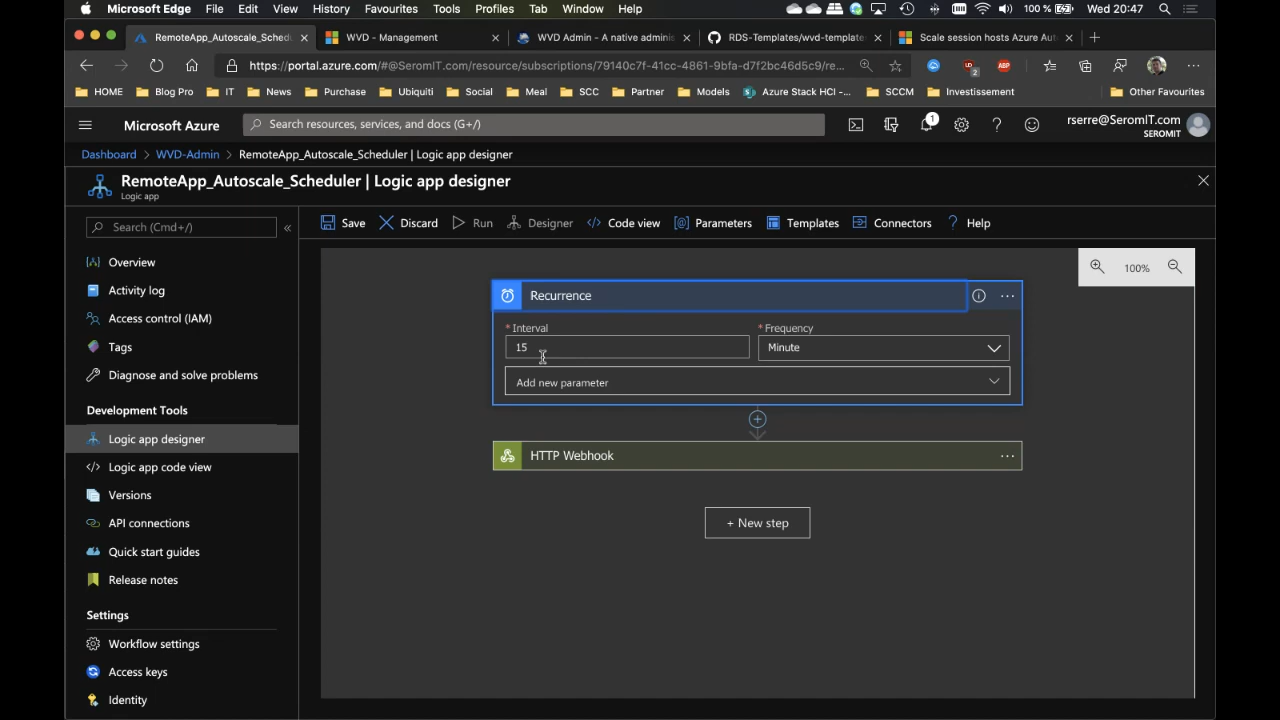 Microsoft Edge File Edit View History Favourites Tools Profiles Tab Window Help 100 % Wed 20:47
RemoteApp_Autoscale_Sched WVD - Management WVD Admin - A native adminis RDS-Templates/wvd-template Scale session hosts Azure Aut
https://portal.azure.com/#@SeromIT.com/resource/subscriptions/79140c7f-41cc-4861-9bfa-d7f2bc46d5c9/re... 2
HOME Blog Pro IT News Purchase Ubiquiti Social Meal SCC Partner Models Azure Stack HCI -... SCCM Investissement Other Favourites
Microsoft Azure Search resources, services, and docs (G+/) 1 rserre@SeromIT.com
SEROMIT
Dashboard > WVD-Admin > RemoteApp_Autoscale_Scheduler | Logic app designer
RemoteApp_Autoscale_Scheduler | Logic app designer
Logic app
Search (Cmd+/) «
Save Discard Run Designer Code view Parameters Templates Connectors Help
Overview
Activity log
Access control (IAM)
Tags
Diagnose and solve problems
Development Tools
Logic app designer
Logic app code view
Versions
API connections
Quick start guides
Release notes
Settings
Workflow settings
Access keys
Identity
100%
Recurrence
* Interval * Frequency
15 Minute
Add new parameter
HTTP Webhook
+ New step